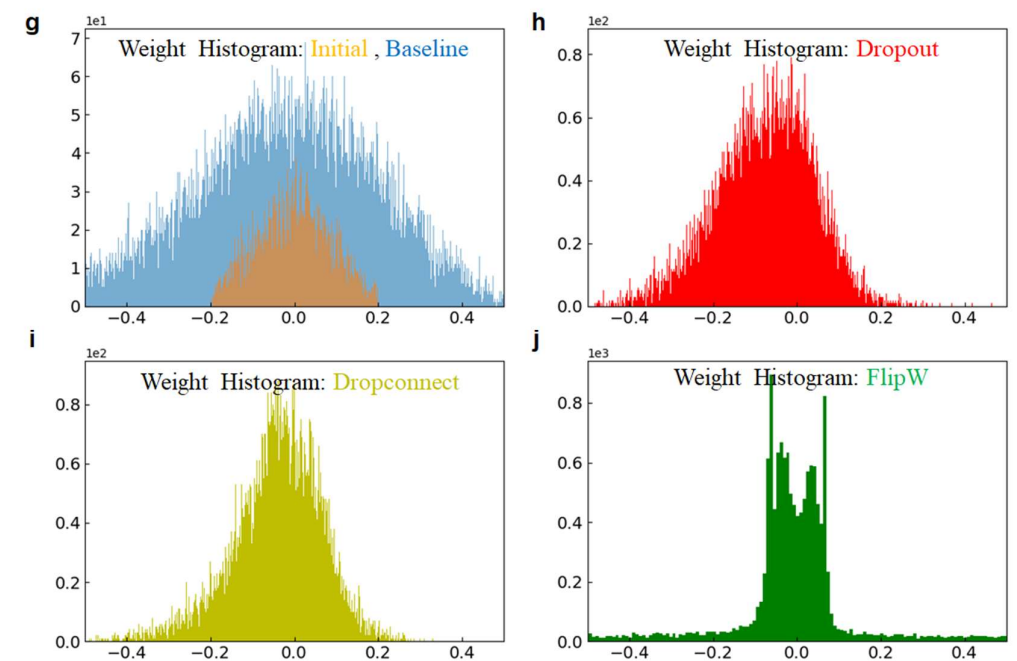 g
1e1
Weight Histogram: Initial , Baseline
7
6
5
4
3
2
1
0
−0.4 −0.2 0.0 0.2 0.4
h
1e2
Weight Histogram: Dropout
0.8
0.6
0.4
0.2
0.0
−0.4 −0.2 0.0 0.2 0.4
i
1e2
Weight Histogram: Dropconnect
0.8
0.6
0.4
0.2
0.0
−0.4 −0.2 0.0 0.2 0.4
j
1e3
Weight Histogram: FlipW
0.8
0.6
0.4
0.2
0.0
−0.4 −0.2 0.0 0.2 0.4